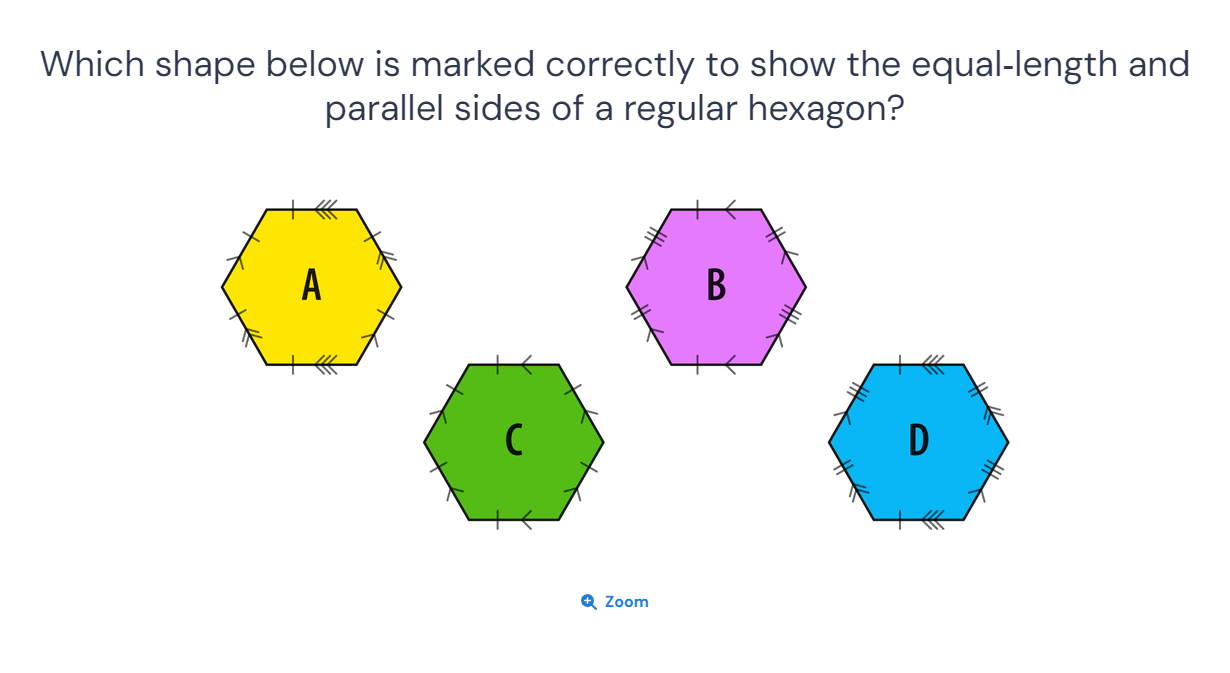 Which shape below is marked correctly to show the equal-length and
parallel sides of a regular hexagon?
A
B
C
D
Zoom